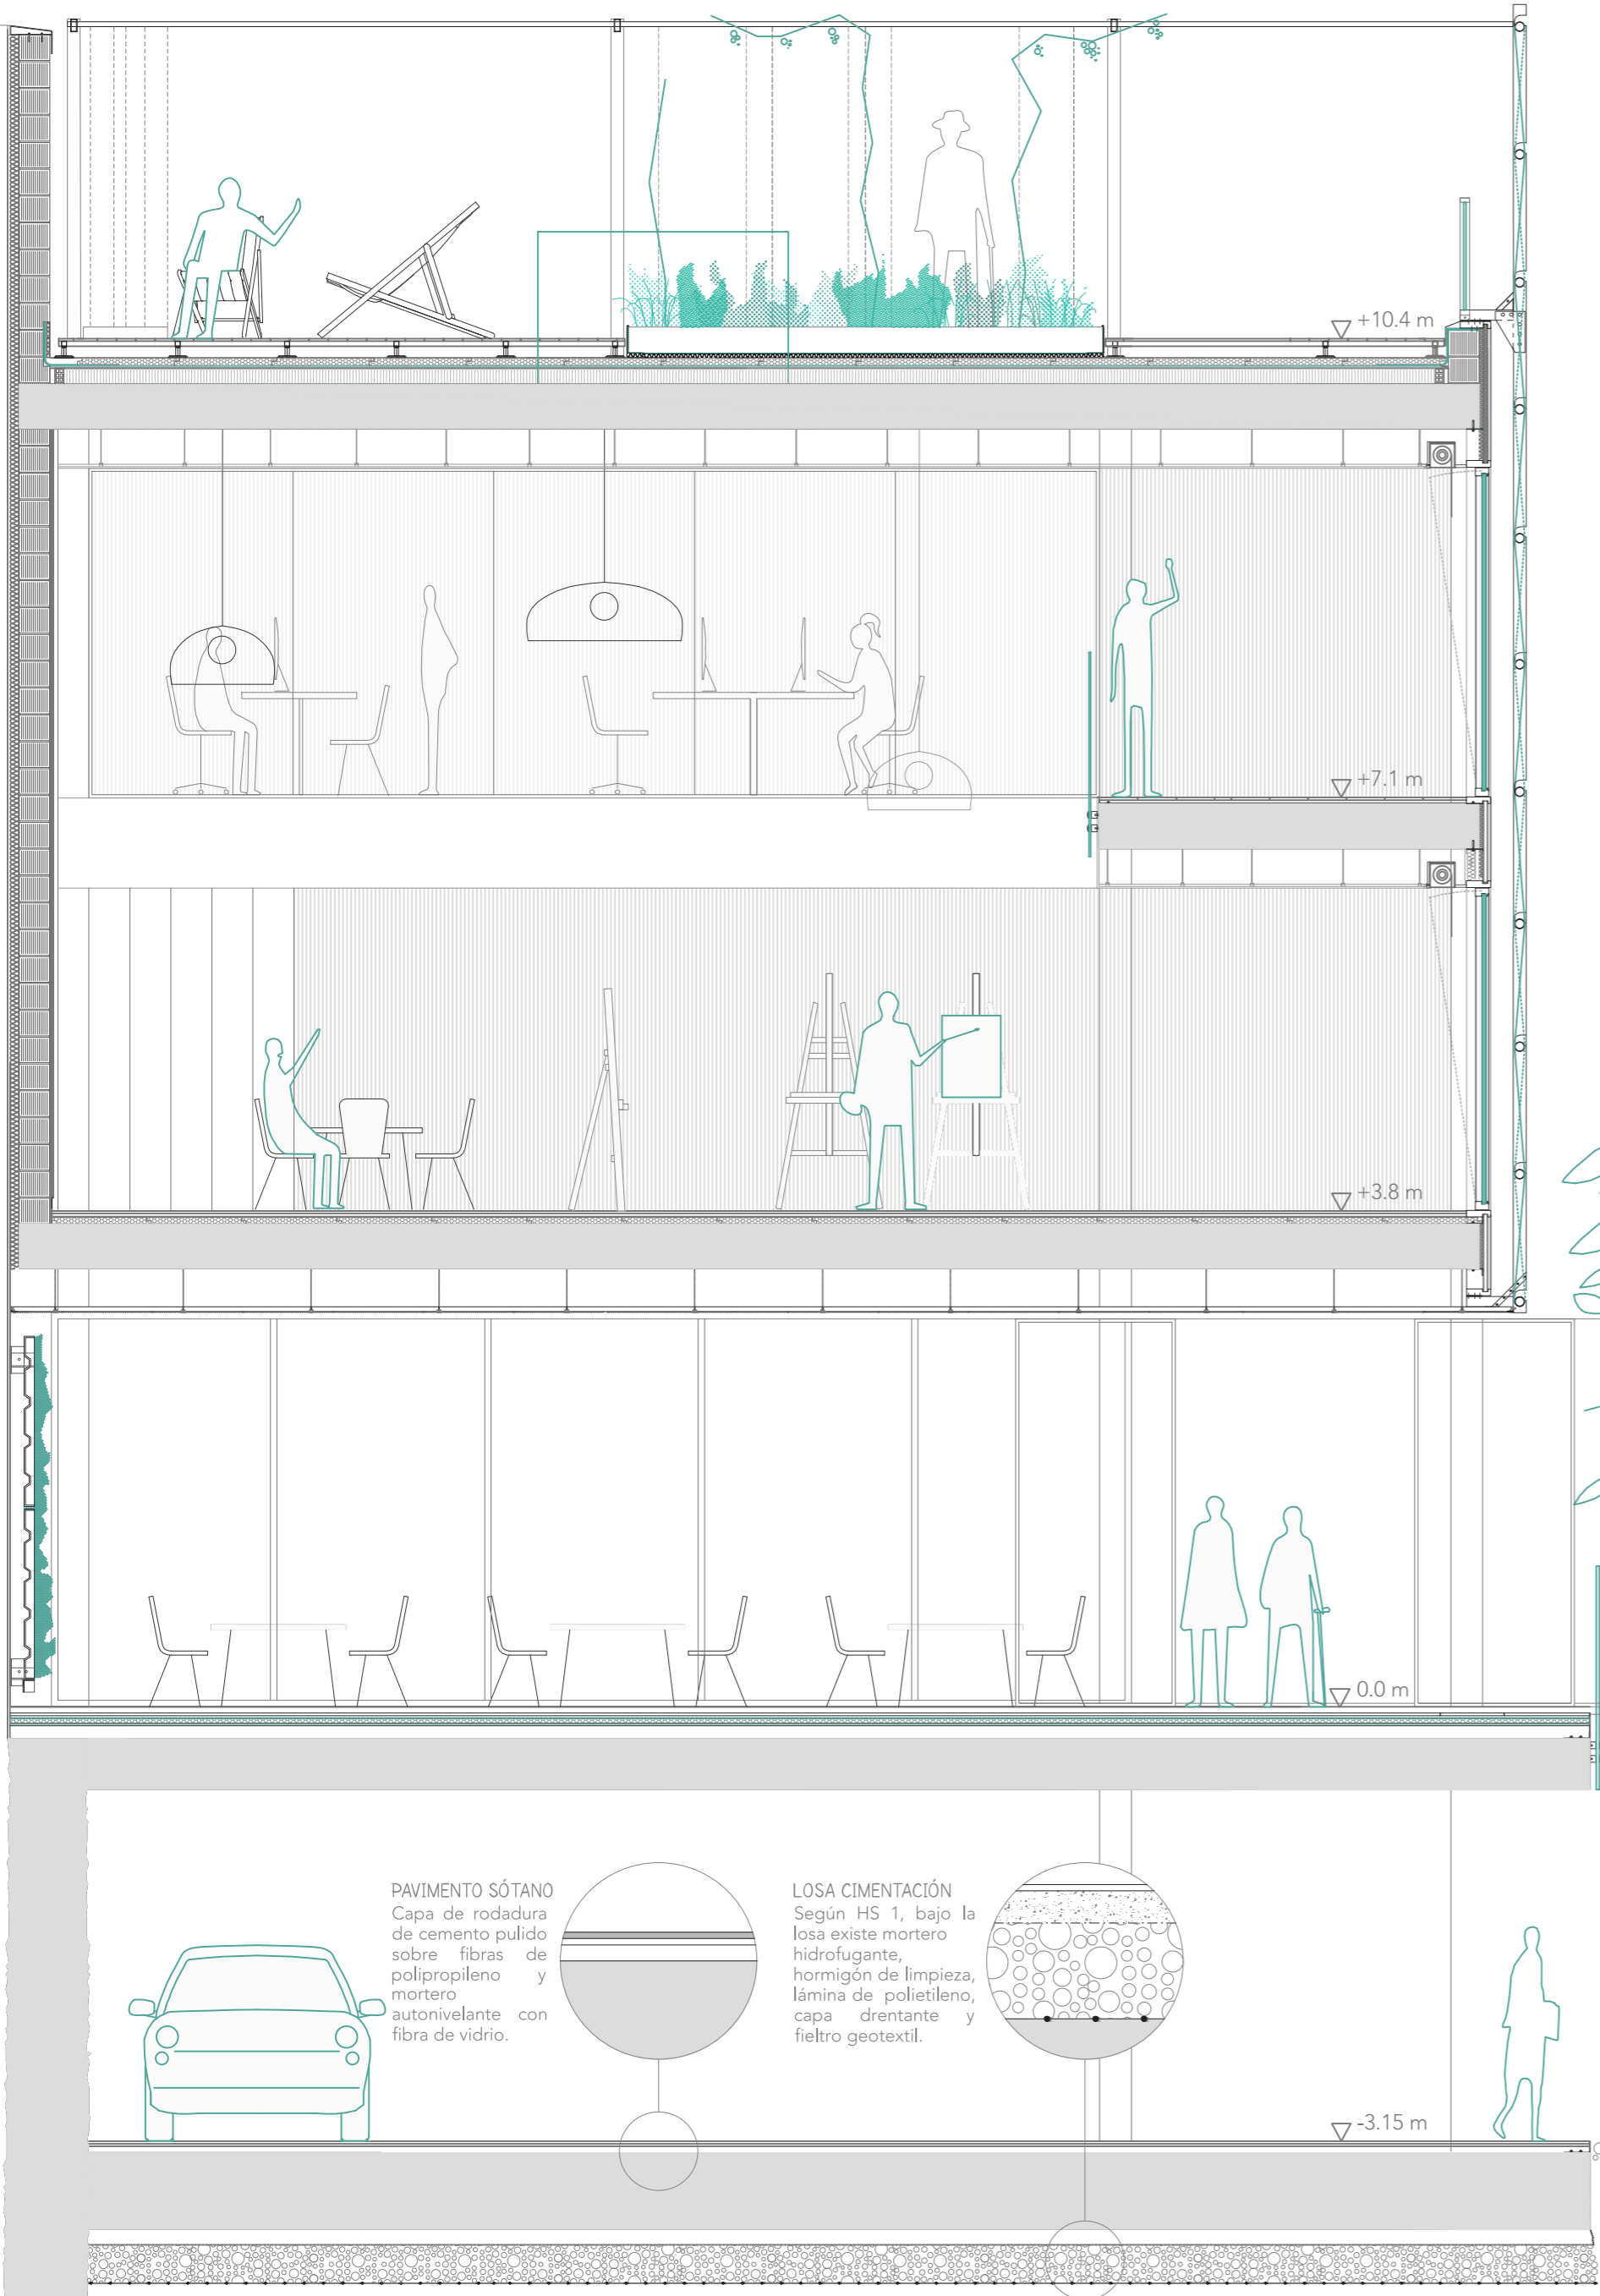 +10.4 m
+7.1 m
+3.8 m
0.0 m
PAVIMENTO SÓTANO
Capa de rodadura
de cemento pulido
sobre fibras de
polipropileno y
mortero
autonivelante con
fibra de vidrio.
LOSA CIMENTACIÓN
Según HS 1, bajo la
losa existe mortero
hidrofugante,
hormigón de limpieza,
lámina de polietileno,
capa drentante y
fieltro geotextil.
-3.15 m